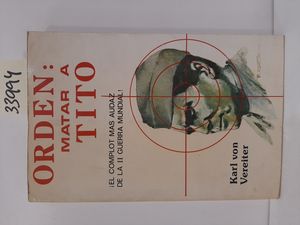 33994
ORDEN:
MATAR A
TITO
¡EL COMPLOT MAS AUDAZ
DE LA II GUERRA MUNDIAL!
Karl von
Vereiter